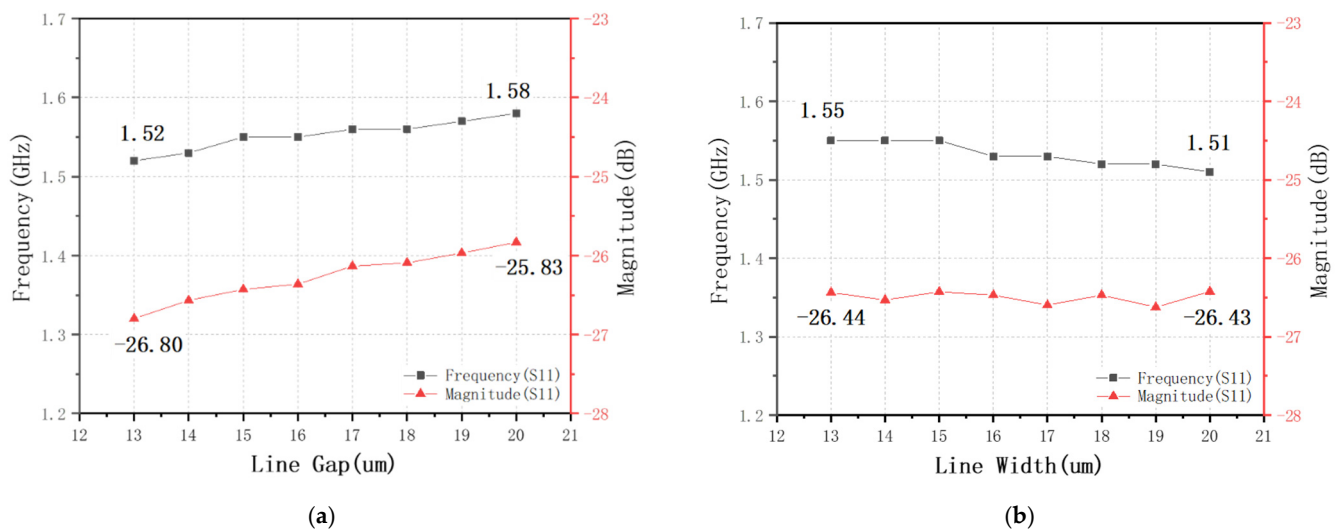 1.7
1.6
1.5
1.4
1.3
1.2
Frequency(GHz)
1.52
1.58
-26.80
-25.83
Frequency(S11)
Magnitude(S11)
-23
-24
-25
-26
-27
-28
Magnitude(dB)
12 13 14 15 16 17 18 19 20 21
Line Gap(um)
(a)
1.7
1.6
1.5
1.4
1.3
1.2
Frequency(GHz)
1.55
1.51
-26.44
-26.43
Frequency(S11)
Magnitude(S11)
-23
-24
-25
-26
-27
-28
Magnitude(dB)
12 13 14 15 16 17 18 19 20 21
Line Width(um)
(b)